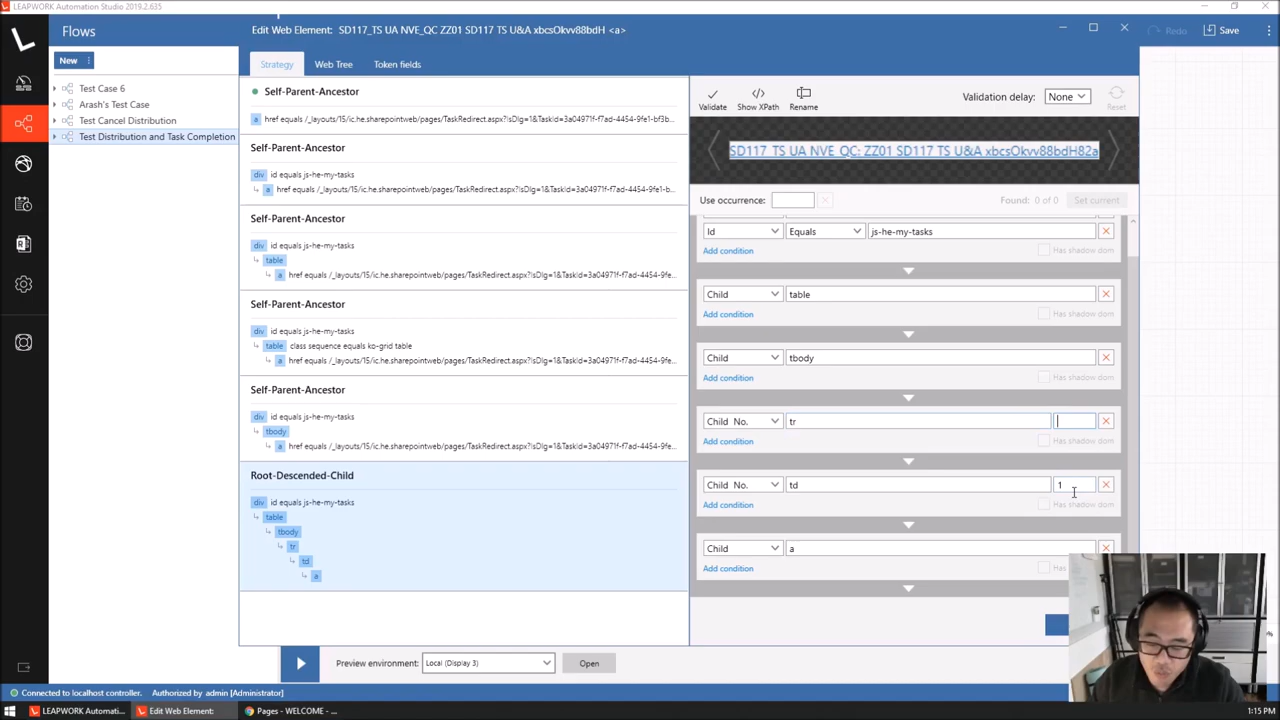 LEAPWORK Automation Studio 2019.2.635
Flows
Edit Web Element: SD117_TS UA NVE_QC ZZ01 SD117 TS U&A xbcsOkvv88bdH <a>
Redo
Save
New
Strategy
Web Tree
Token fields
Test Case 6
Arash's Test Case
Test Cancel Distribution
Test Distribution and Task Completion
Self-Parent-Ancestor
a href equals /_layouts/15/ic.he.sharepointweb/pages/TaskRedirect.aspx?IsDlg=1&TaskId=3a04971f-f7ad-4454-9fe1-bf3b...
Self-Parent-Ancestor
div id equals js-he-my-tasks
a href equals /_layouts/15/ic.he.sharepointweb/pages/TaskRedirect.aspx?IsDlg=1&TaskId=3a04971f-f7ad-4454-9fe1-b...
Self-Parent-Ancestor
div id equals js-he-my-tasks
table
a href equals /_layouts/15/ic.he.sharepointweb/pages/TaskRedirect.aspx?IsDlg=1&TaskId=3a04971f-f7ad-4454-9fe...
Self-Parent-Ancestor
div id equals js-he-my-tasks
table class sequence equals ko-grid table
a href equals /_layouts/15/ic.he.sharepointweb/pages/TaskRedirect.aspx?IsDlg=1&TaskId=3a04971f-f7ad-4454-9fe...
Self-Parent-Ancestor
div id equals js-he-my-tasks
tbody
a href equals /_layouts/15/ic.he.sharepointweb/pages/TaskRedirect.aspx?IsDlg=1&TaskId=3a04971f-f7ad-4454-9fe...
Root-Descended-Child
div id equals js-he-my-tasks
table
tbody
tr
td
a
Validate
Show XPath
Rename
Validation delay: None
Reset
SD117_TS UA NVE_QC: ZZ01 SD117 TS U&A xbcsOkvv88bdH82a
Use occurrence:
Found: 0 of 0
Set current
Id Equals js-he-my-tasks
Add condition Has shadow dom
Child table
Add condition Has shadow dom
Child tbody
Add condition Has shadow dom
Child No. tr
Add condition Has shadow dom
Child No. td 1
Add condition Has shadow dom
Child a
Add condition Has
Preview environment: Local (Display 3) Open
Connected to localhost controller. Authorized by admin [Administrator]
LEAPWORK Automati...
Edit Web Element:
Pages - WELCOME - ...
1:15 PM